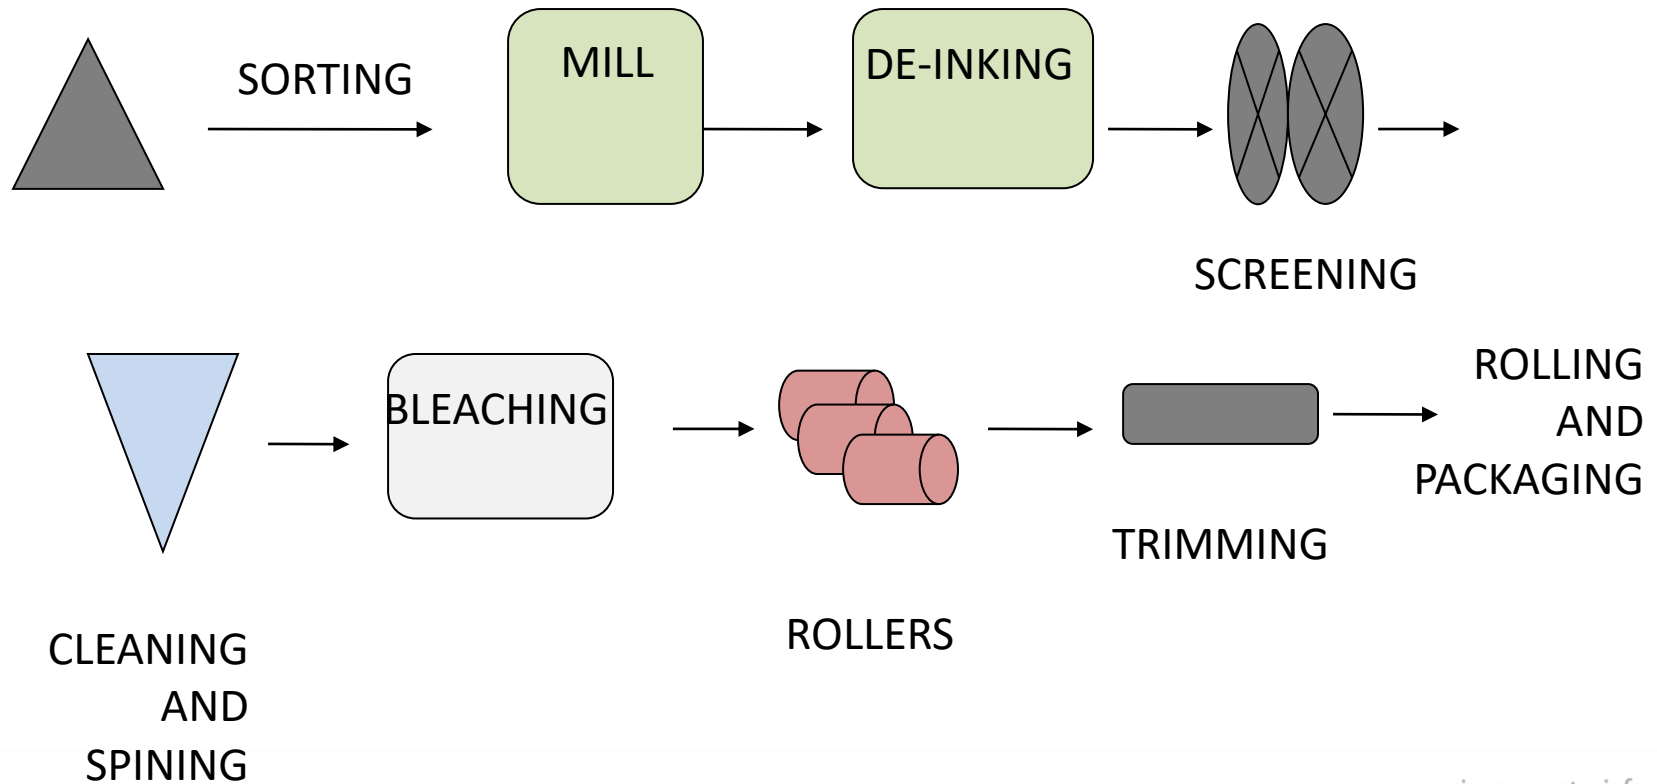 SORTING
MILL
DE-INKING
SCREENING
BLEACHING
ROLLING
AND
PACKAGING
TRIMMING
ROLLERS
CLEANING
AND
SPINING